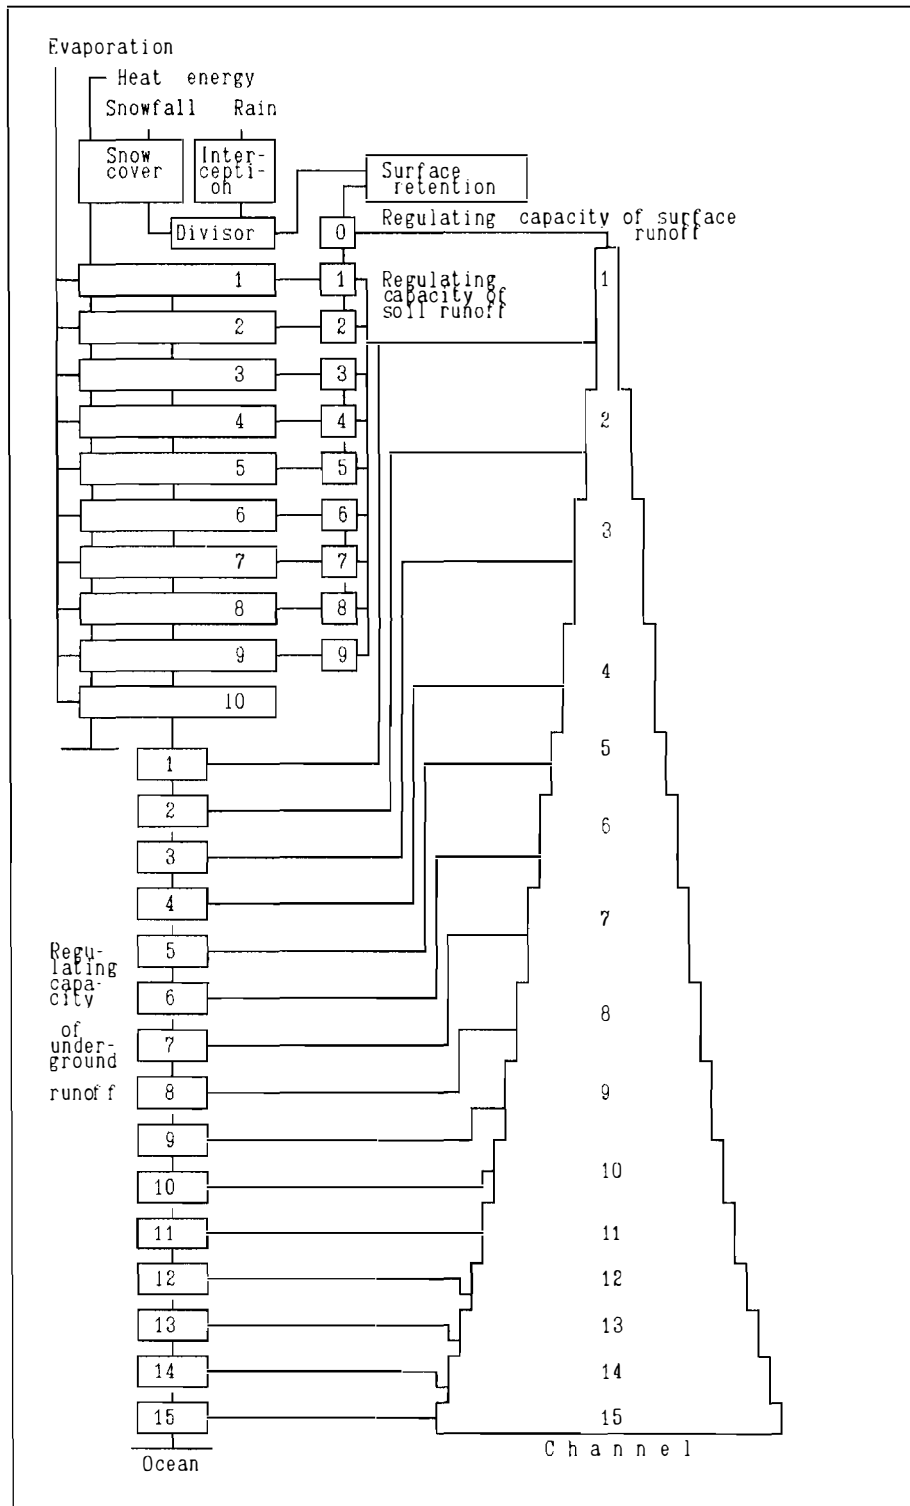 Evaporation
Heat energy
Snowfall Rain
Snow
cover
Inter-
cepti-
oh
Surface
retention
Divisor
0
Regulating capacity of surface
runoff
1
1
Regulating
capacity of
soil runoff
1
2
2
3
3
4
4
2
5
5
6
6
3
7
7
8
8
9
9
4
10
5
1
2
6
3
4
7
5
Regu-
lating
capa-
city
6
8
of
under-
ground
7
runoff
8
9
9
10
10
11
11
12
12
13
13
14
14
15
15
Channel
Ocean